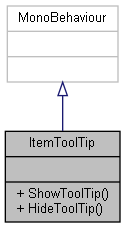 MonoBehaviour
ItemToolTip
+ ShowToolTip()
+ HideToolTip()